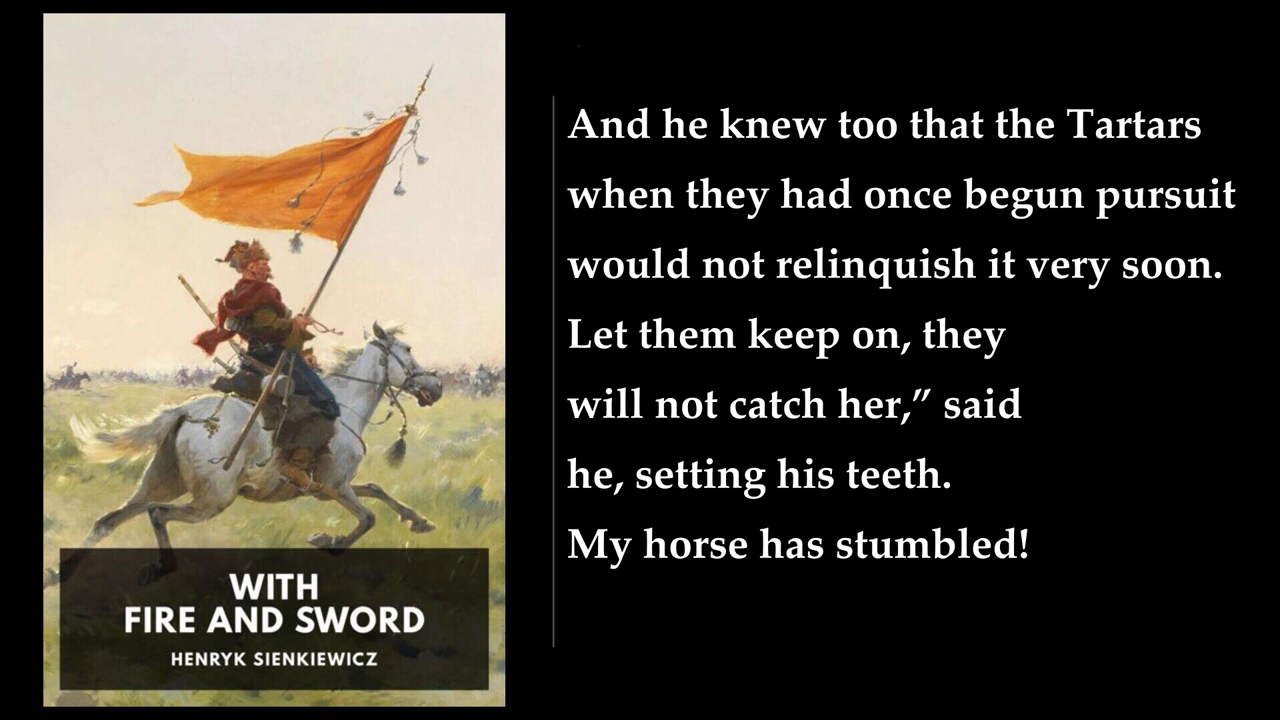 WITH
FIRE AND SWORD
HENRYK SIENKIEWICZ
And he knew too that the Tartars
when they had once begun pursuit
would not relinquish it very soon.
Let them keep on, they
will not catch her,” said
he, setting his teeth.
My horse has stumbled!